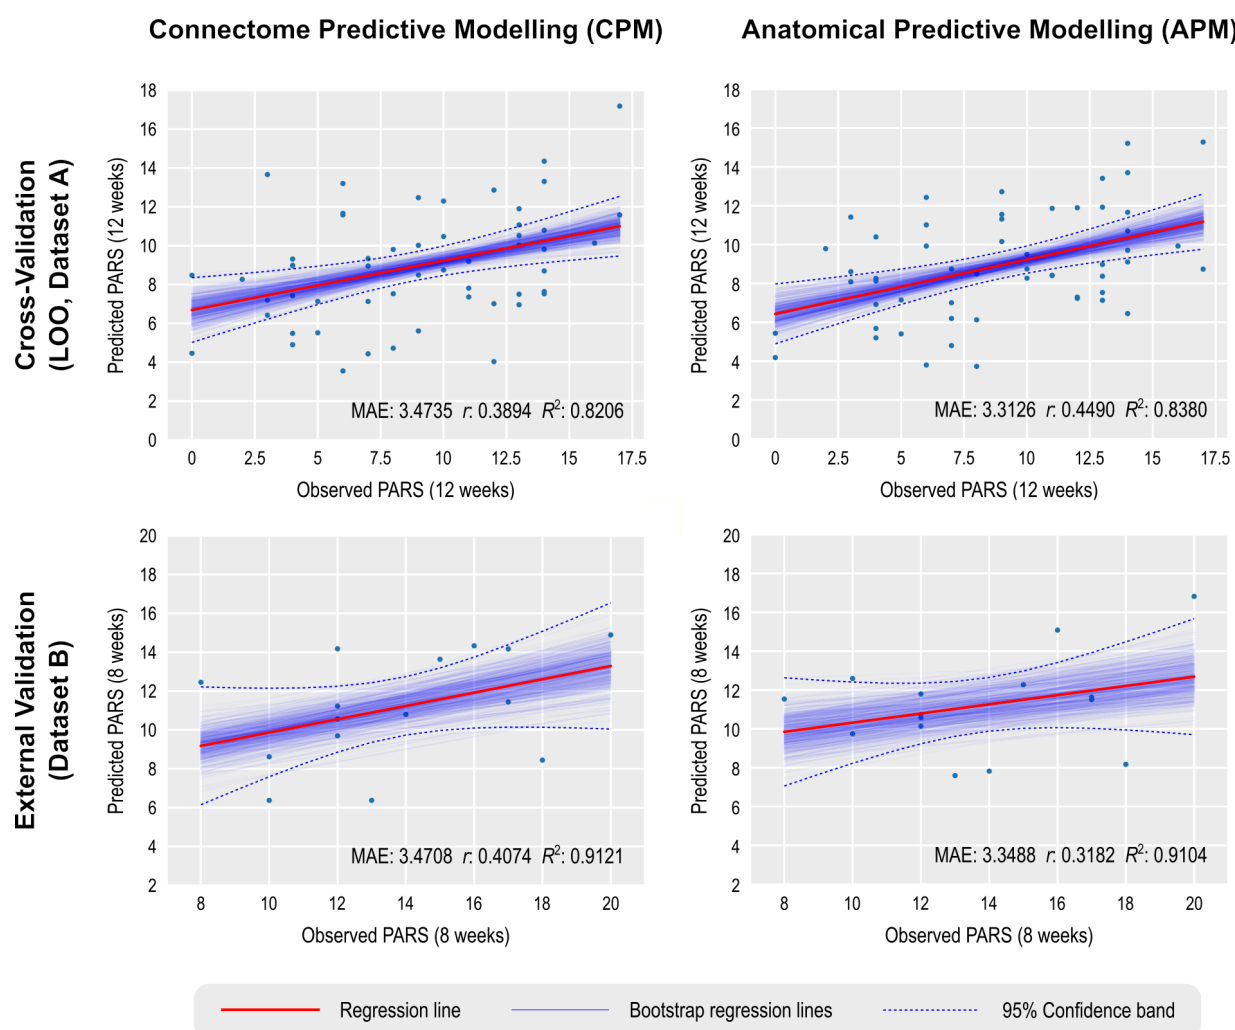 Connectome Predictive Modelling (CPM)
Anatomical Predictive Modelling (APM)
Cross-Validation
(LOO, Dataset A)
Predicted PARS (12 weeks)
18
16
14
12
10
8
6
4
2
0
MAE: 3.4735 r: 0.3894 R²: 0.8206
0 2.5 5 7.5 10 12.5 15 17.5
Observed PARS (12 weeks)
Predicted PARS (12 weeks)
18
16
14
12
10
8
6
4
2
0
MAE: 3.3126 r: 0.4490 R²: 0.8380
0 2.5 5 7.5 10 12.5 15 17.5
Observed PARS (12 weeks)
External Validation
(Dataset B)
Predicted PARS (8 weeks)
20
18
16
14
12
10
8
6
4
2
MAE: 3.4708 r: 0.4074 R²: 0.9121
8 10 12 14 16 18 20
Observed PARS (8 weeks)
Predicted PARS (8 weeks)
20
18
16
14
12
10
8
6
4
2
MAE: 3.3488 r: 0.3182 R²: 0.9104
8 10 12 14 16 18 20
Observed PARS (8 weeks)
Regression line
Bootstrap regression lines
95% Confidence band